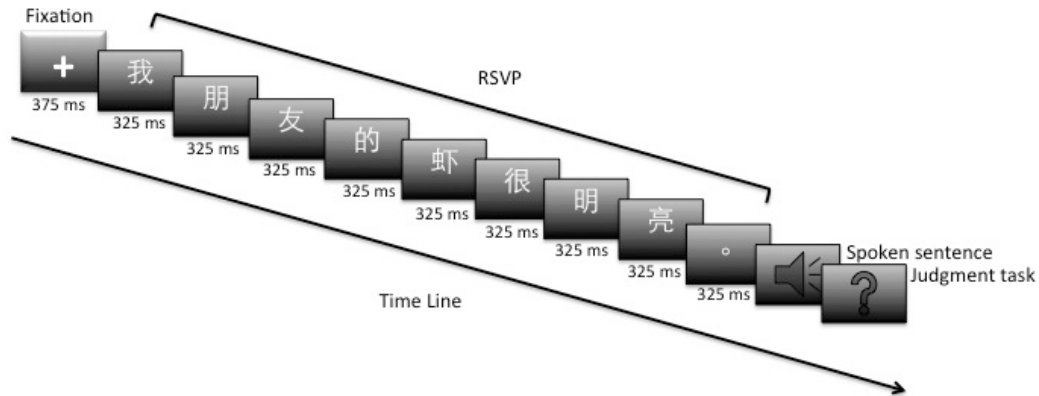 Fixation
+
375 ms
我
325 ms
朋
325 ms
友
325 ms
的
325 ms
虾
325 ms
很
325 ms
明
325 ms
亮
325 ms
。
325 ms
RSVP
Spoken sentence
?
Judgment task
Time Line